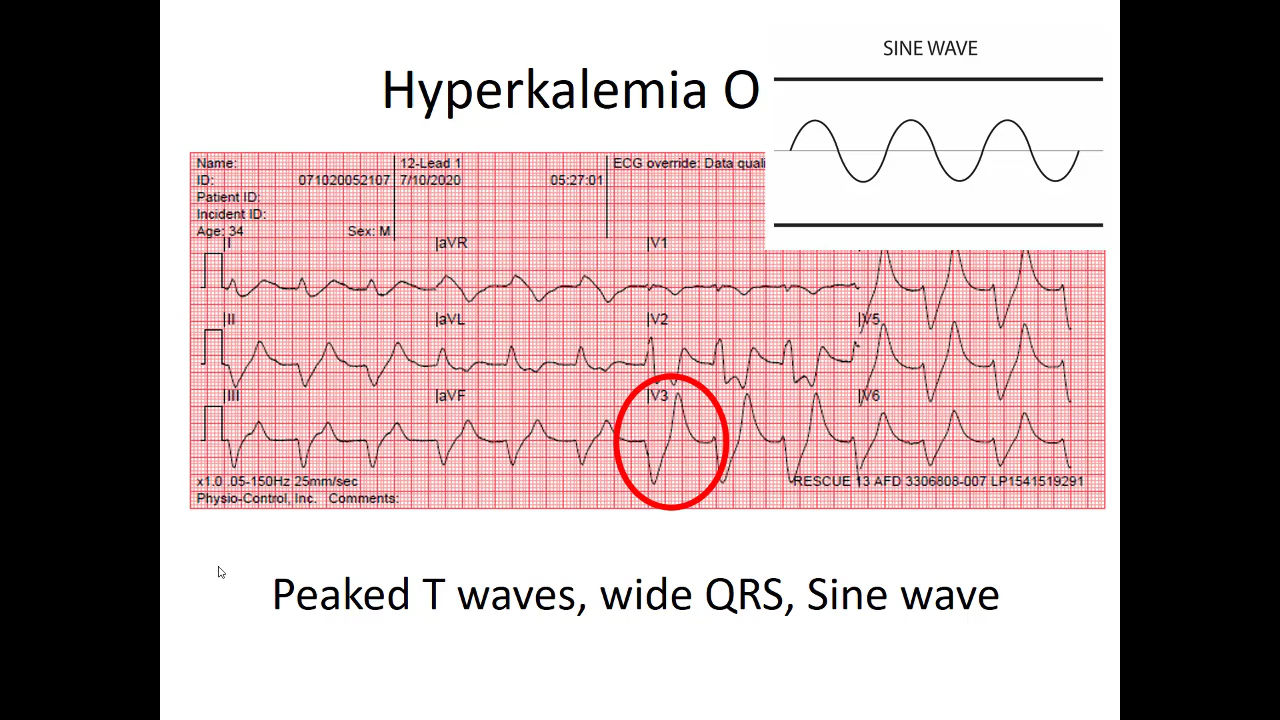 SINE WAVE
Hyperkalemia O
Name:
ID: 071020052107
Patient ID:
Incident ID:
Age: 34 Sex: M
12-Lead 1
7/10/2020 05:27:01
ECG override: Data quali
I aVR V1
II aVL V2 V5
III aVF V3 V6
x1.0 .05-150Hz 25mm/sec
Physio-Control, Inc. Comments:
RESCUE 13 AFD 3306808-007 LP1541519291
Peaked T waves, wide QRS, Sine wave